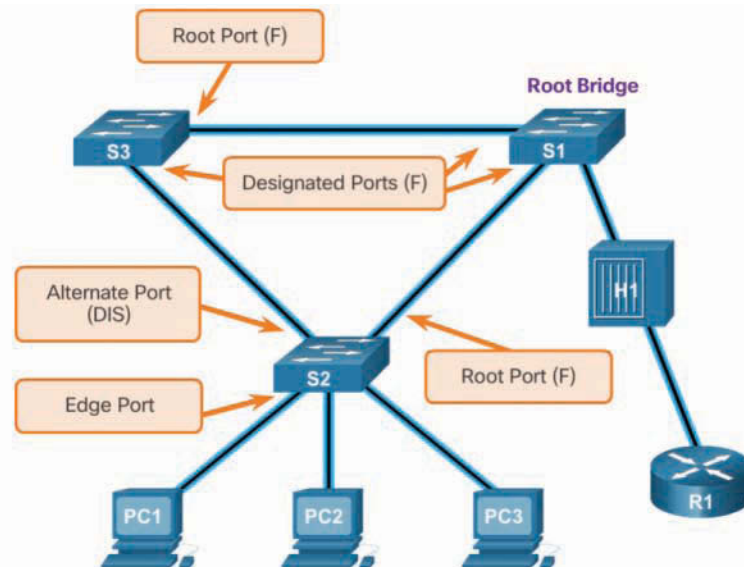 Root Port (F)
Root Bridge
S3
S1
Designated Ports (F)
Alternate Port
(DIS)
H1
S2
Root Port (F)
Edge Port
PC1
PC2
PC3
R1